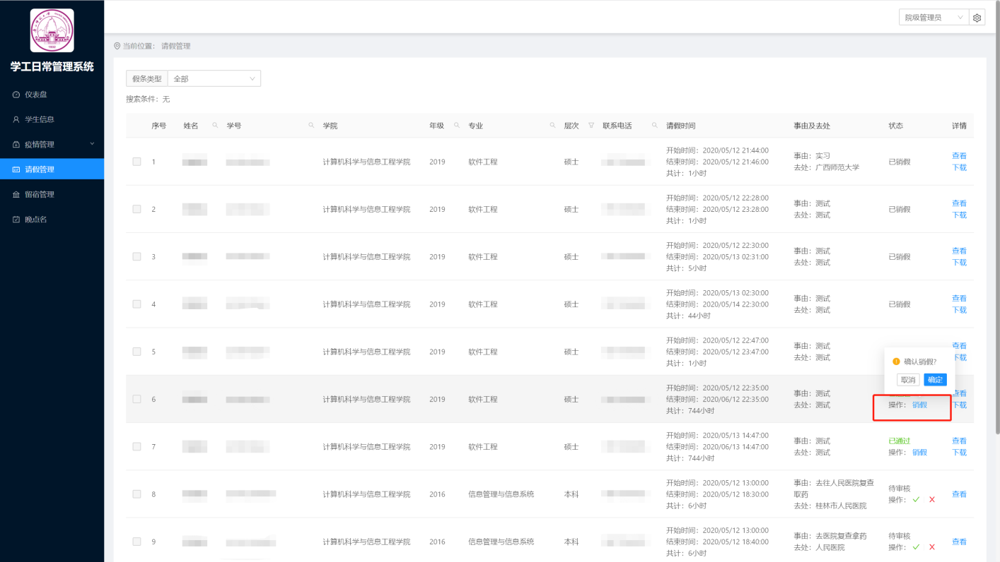 院级管理员
学工日常管理系统
当前位置: 请假管理
仪表盘
学生信息
疫情管理
请假管理
留宿管理
晚点名
假条类型 全部
搜索条件: 无
序号 姓名 学号 学院 年级 专业 层次 联系电话 请假时间 事由及去处 状态 详情
1 计算机科学与信息工程学院 2019 软件工程 硕士
开始时间: 2020/05/12 21:44:00
结束时间: 2020/05/12 21:46:00
共计: 1小时
事由: 实习
去处: 广西师范大学
已销假
查看
下载
2 计算机科学与信息工程学院 2019 软件工程 硕士
开始时间: 2020/05/12 22:28:00
结束时间: 2020/05/12 23:28:00
共计: 1小时
事由: 测试
去处: 测试
已销假
查看
下载
3 计算机科学与信息工程学院 2019 软件工程 硕士
开始时间: 2020/05/12 22:30:00
结束时间: 2020/05/13 02:31:00
共计: 5小时
事由: 测试
去处: 测试
已销假
查看
下载
4 计算机科学与信息工程学院 2019 软件工程 硕士
开始时间: 2020/05/13 02:30:00
结束时间: 2020/05/14 22:30:00
共计: 44小时
事由: 测试
去处: 测试
已销假
查看
下载
5 计算机科学与信息工程学院 2019 软件工程 硕士
开始时间: 2020/05/12 22:47:00
结束时间: 2020/05/12 23:47:00
共计: 1小时
事由: 测试
去处: 测试
查看
下载
确认销假?
取消 确定
6 计算机科学与信息工程学院 2019 软件工程 硕士
开始时间: 2020/05/12 22:35:00
结束时间: 2020/06/12 22:35:00
共计: 744小时
事由: 测试
去处: 测试
操作: 销假
查看
下载
7 计算机科学与信息工程学院 2019 软件工程 硕士
开始时间: 2020/05/13 14:47:00
结束时间: 2020/06/13 14:47:00
共计: 744小时
事由: 测试
去处: 测试
已通过
操作: 销假
查看
下载
8 计算机科学与信息工程学院 2016 信息管理与信息系统 本科
开始时间: 2020/05/12 13:00:00
结束时间: 2020/05/12 18:30:00
共计: 6小时
事由: 去往人民医院复查
取药
去处: 桂林市人民医院
待审核
操作:
查看
9 计算机科学与信息工程学院 2016 信息管理与信息系统 本科
开始时间: 2020/05/12 13:00:00
结束时间: 2020/05/12 18:40:00
共计: 6小时
事由: 去医院复查拿药
去处: 人民医院
待审核
操作:
查看